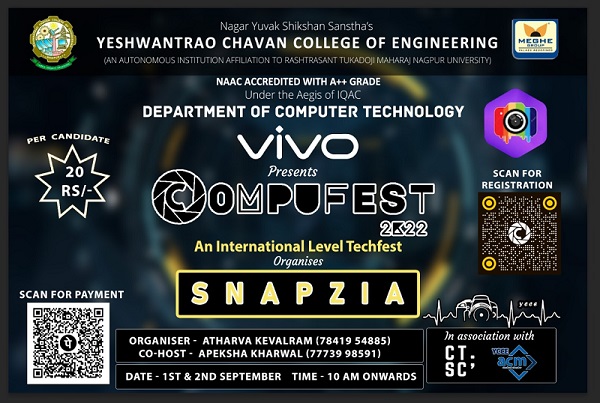 Nagar Yuvak Shikshan Sanstha's
YESHWANTRAO CHAVAN COLLEGE OF ENGINEERING
(AN AUTONOMOUS INSTITUTION AFFILIATION TO RASHTRASANT TUKADOJI MAHARAJ NAGPUR UNIVERSITY)
MEGHE
GROUP
NAAC ACCREDITED WITH A++ GRADE
Under the Aegis of IQAC
DEPARTMENT OF COMPUTER TECHNOLOGY
PER CANDIDATE
20
RS/-
vivo
Presents
COMPUFEST
2K22
An International Level Techfest
Organises
SNAPZIA
SCAN FOR
REGISTRATION
SCAN FOR PAYMENT
ycce
ORGANISER - ATHARVA KEVALRAM (78419 54885)
CO-HOST - APEKSHA KHARWAL (77739 98591)
DATE - 1ST & 2ND SEPTEMBER TIME - 10 AM ONWARDS
In association with
CT
SC;
YCCE
acm